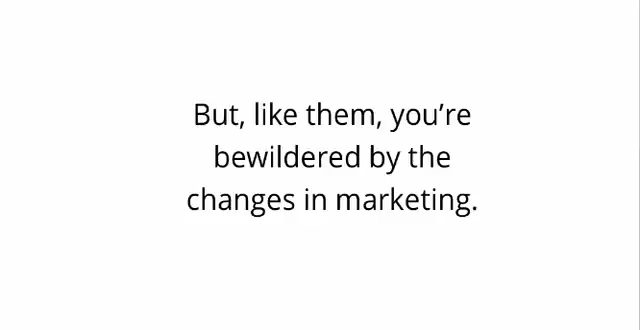 But, like them, you’re
bewildered by the
changes in marketing.